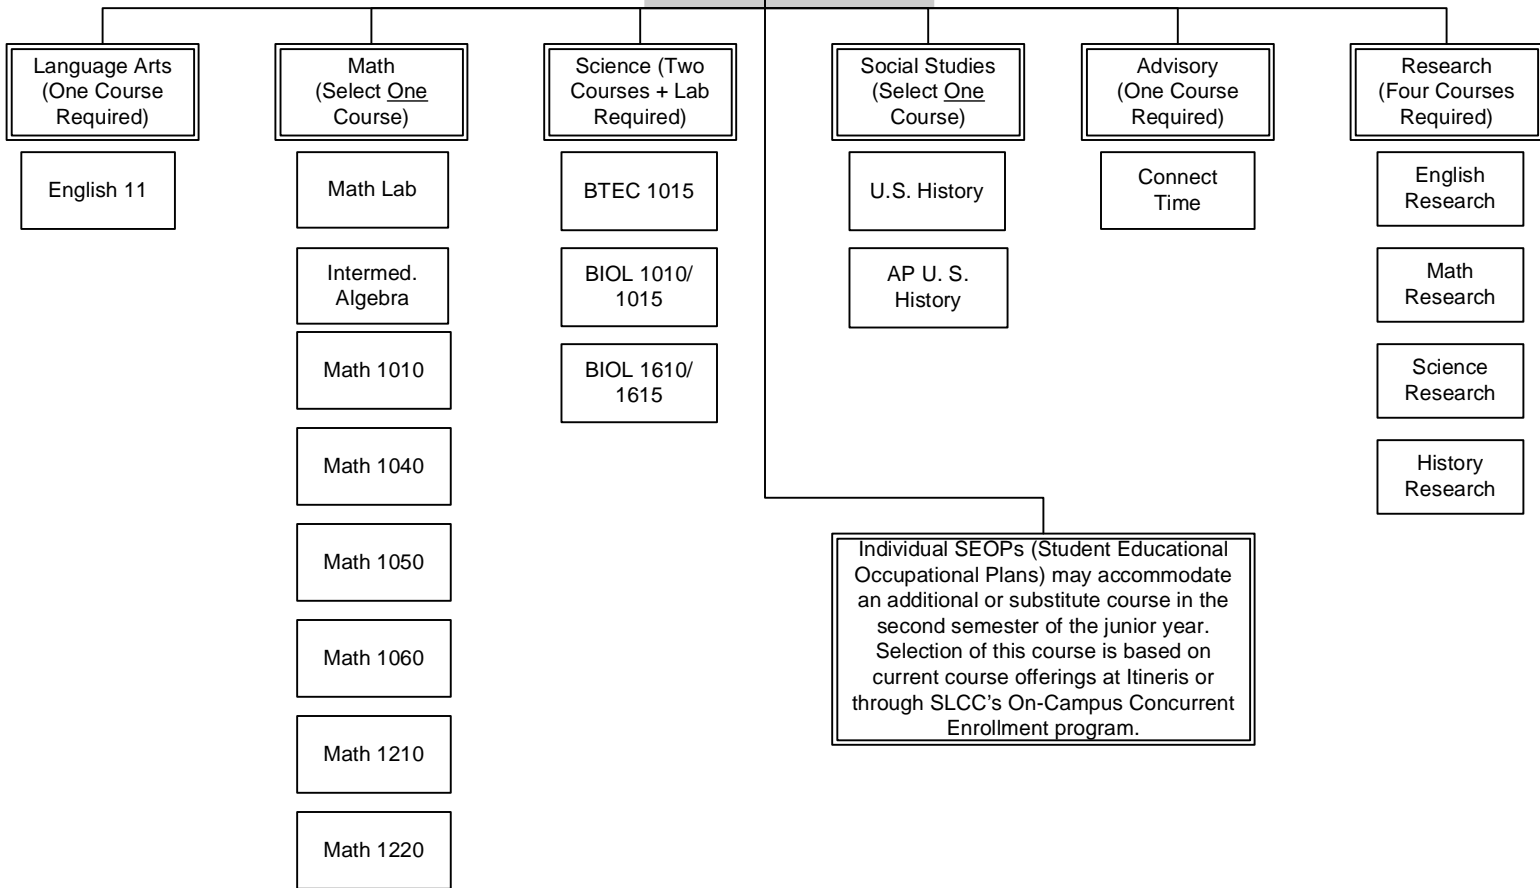 Language Arts
(One Course
Required)
English 11
Math
(Select One
Course)
Math Lab
Intermed.
Algebra
Math 1010
Math 1040
Math 1050
Math 1060
Math 1210
Math 1220
Science (Two
Courses + Lab
Required)
BTEC 1015
BIOL 1010/
1015
BIOL 1610/
1615
Social Studies
(Select One
Course)
U.S. History
AP U. S.
History
Advisory
(One Course
Required)
Connect
Time
Research
(Four Courses
Required)
English
Research
Math
Research
Science
Research
History
Research
Individual SEOPs (Student Educational
Occupational Plans) may accommodate
an additional or substitute course in the
second semester of the junior year.
Selection of this course is based on
current course offerings at Itineris or
through SLCC’s On-Campus Concurrent
Enrollment program.